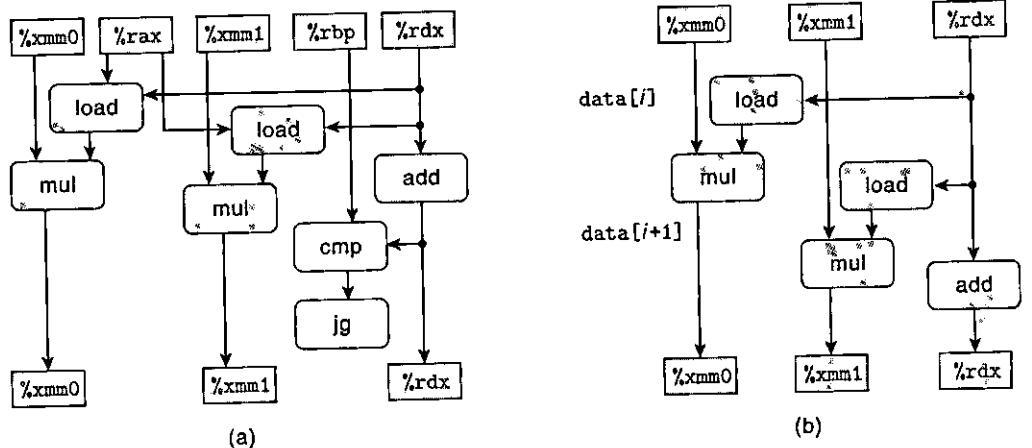 %xmm0 %rax %xmm1 %rbp %rdx
load
load
mul
add
mul
cmp
jg
%xmm0 %xmm1 %rdx
(a)
%xmm0 %xmm1 %rdx
data[i]
load
mul
load
data[i+1]
mul
add
%xmm0 %xmm1 %rdx
(b)